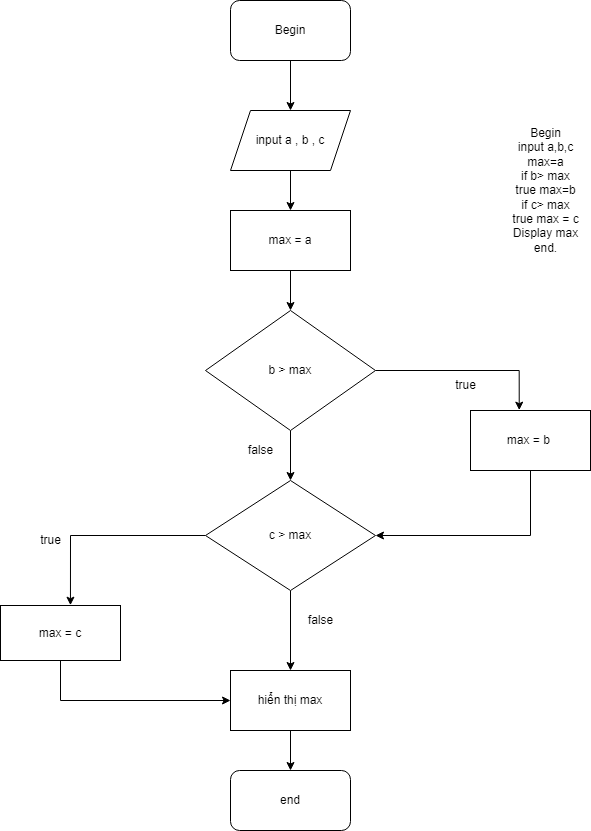 Begin
input a , b , c
max = a
b > max
true
max = b
false
c > max
true
false
max = c
hiển thị max
end
Begin
input a,b,c
max=a
if b> max
true max=b
if c> max
true max = c
Display max
end.